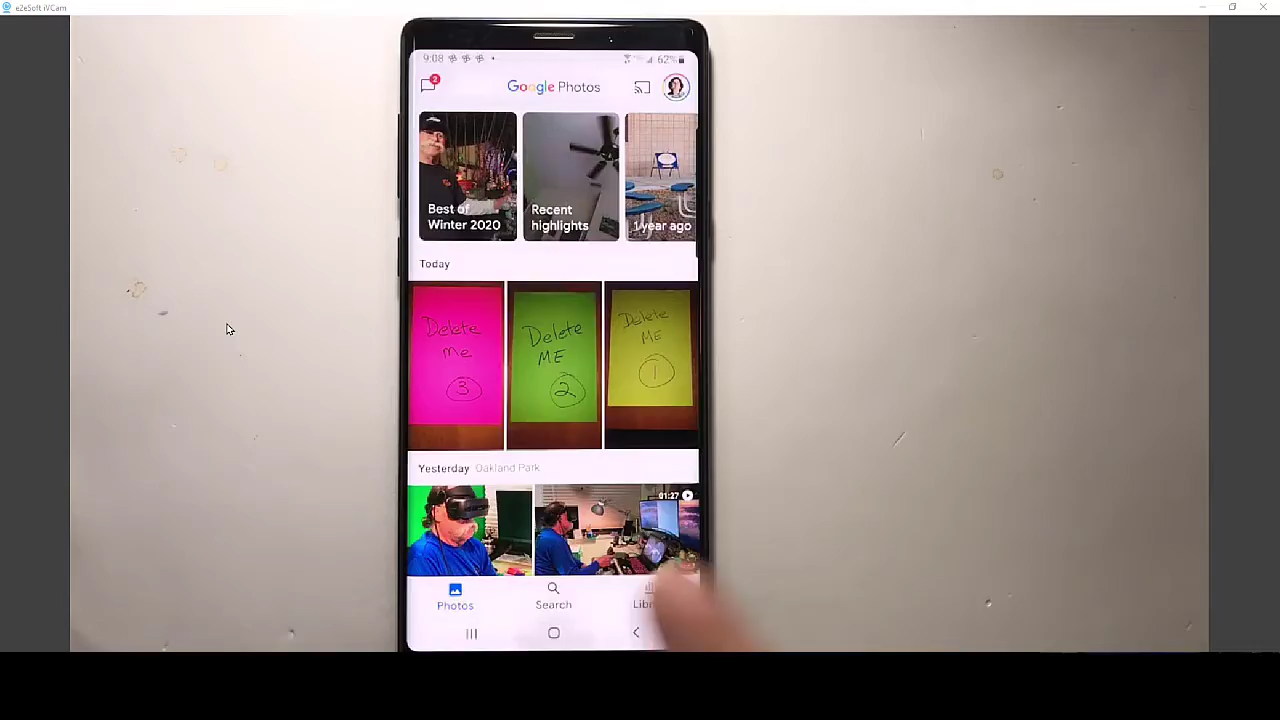 e2eSoft iVCam
9:08
62%
2
Google Photos
Best of
Winter 2020
Recent
highlights
1 year ago
Today
Delete
me
3
Delete
ME
2
Delete
ME
1
Yesterday Oakland Park
01:27
Photos
Search